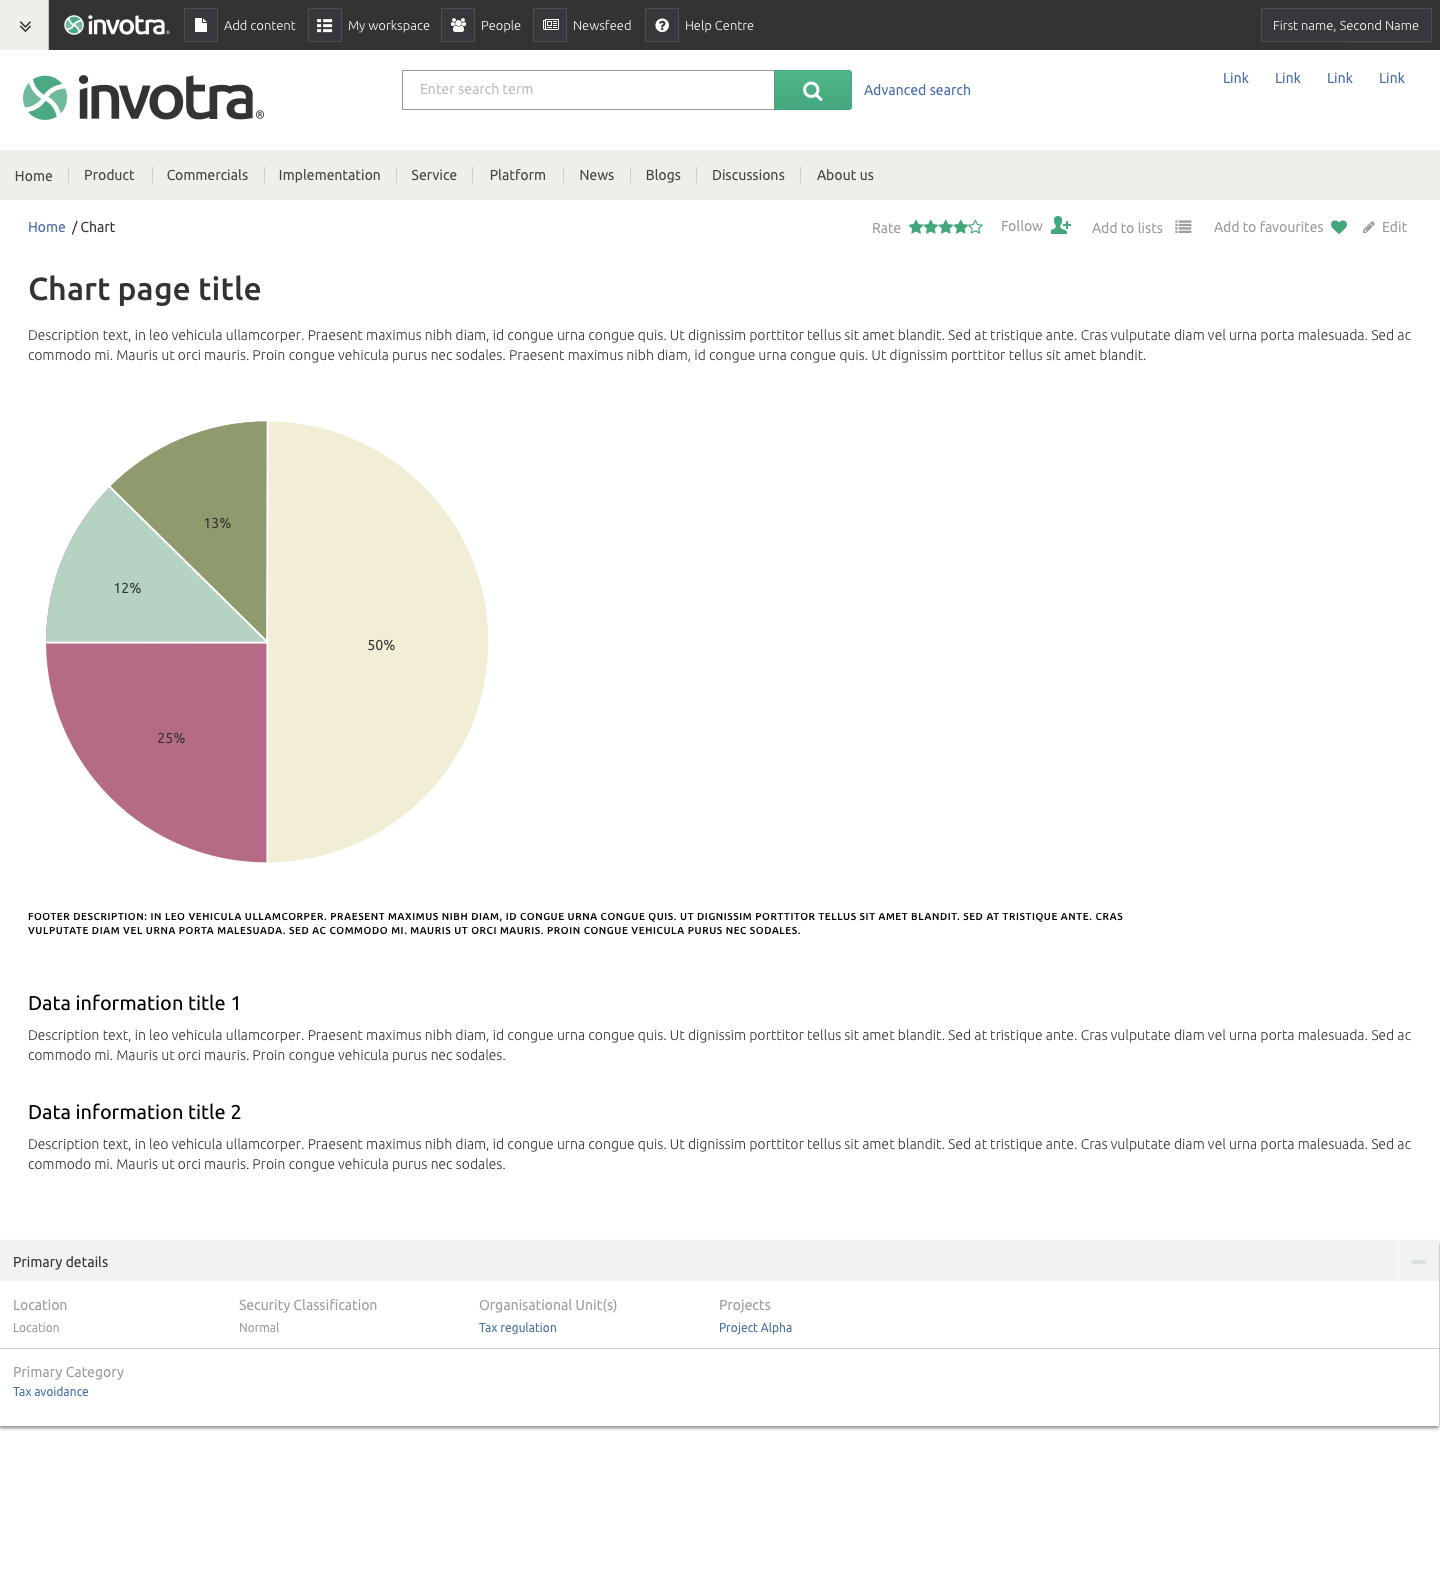 invotra® Add content My workspace People Newsfeed Help Centre First name, Second Name
invotra® Enter search term Advanced search Link Link Link Link
Home Product Commercials Implementation Service Platform News Blogs Discussions About us
Home / Chart Rate Follow Add to lists Add to favourites Edit
Chart page title
Description text, in leo vehicula ullamcorper. Praesent maximus nibh diam, id congue urna congue quis. Ut dignissim porttitor tellus sit amet blandit. Sed at tristique ante. Cras vulputate diam vel urna porta malesuada. Sed ac
commodo mi. Mauris ut orci mauris. Proin congue vehicula purus nec sodales. Praesent maximus nibh diam, id congue urna congue quis. Ut dignissim porttitor tellus sit amet blandit.
13%
12%
50%
25%
FOOTER DESCRIPTION: IN LEO VEHICULA ULLAMCORPER. PRAESENT MAXIMUS NIBH DIAM, ID CONGUE URNA CONGUE QUIS. UT DIGNISSIM PORTTITOR TELLUS SIT AMET BLANDIT. SED AT TRISTIQUE ANTE. CRAS
VULPUTATE DIAM VEL URNA PORTA MALESUADA. SED AC COMMODO MI. MAURIS UT ORCI MAURIS. PROIN CONGUE VEHICULA PURUS NEC SODALES.
Data information title 1
Description text, in leo vehicula ullamcorper. Praesent maximus nibh diam, id congue urna congue quis. Ut dignissim porttitor tellus sit amet blandit. Sed at tristique ante. Cras vulputate diam vel urna porta malesuada. Sed ac
commodo mi. Mauris ut orci mauris. Proin congue vehicula purus nec sodales.
Data information title 2
Description text, in leo vehicula ullamcorper. Praesent maximus nibh diam, id congue urna congue quis. Ut dignissim porttitor tellus sit amet blandit. Sed at tristique ante. Cras vulputate diam vel urna porta malesuada. Sed ac
commodo mi. Mauris ut orci mauris. Proin congue vehicula purus nec sodales.
Primary details
Location Security Classification Organisational Unit(s) Projects
Location Normal Tax regulation Project Alpha
Primary Category
Tax avoidance